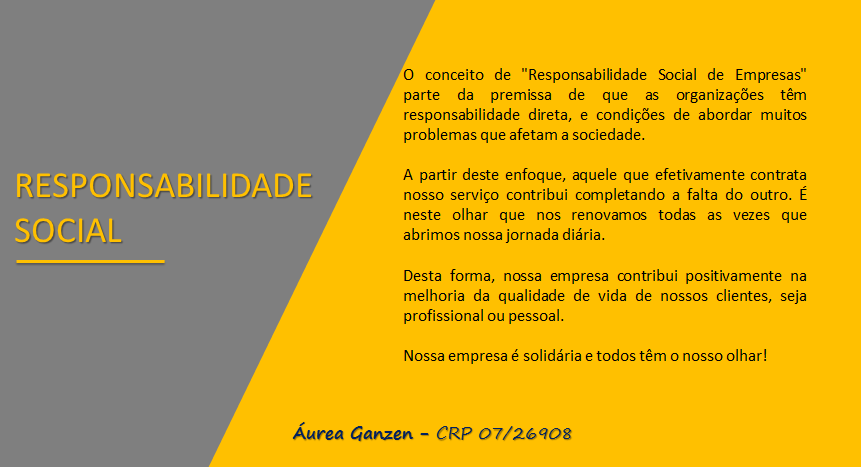 RESPONSABILIDADE
SOCIAL
O conceito de "Responsabilidade Social de Empresas"
parte da premissa de que as organizações têm
responsabilidade direta, e condições de abordar muitos
problemas que afetam a sociedade.
A partir deste enfoque, aquele que efetivamente contrata
nosso serviço contribui completando a falta do outro. É
neste olhar que nos renovamos todas as vezes que
abrimos nossa jornada diária.
Desta forma, nossa empresa contribui positivamente na
melhoria da qualidade de vida de nossos clientes, seja
profissional ou pessoal.
Nossa empresa é solidária e todos têm o nosso olhar!
Áurea Ganzen - CRP 07/26908